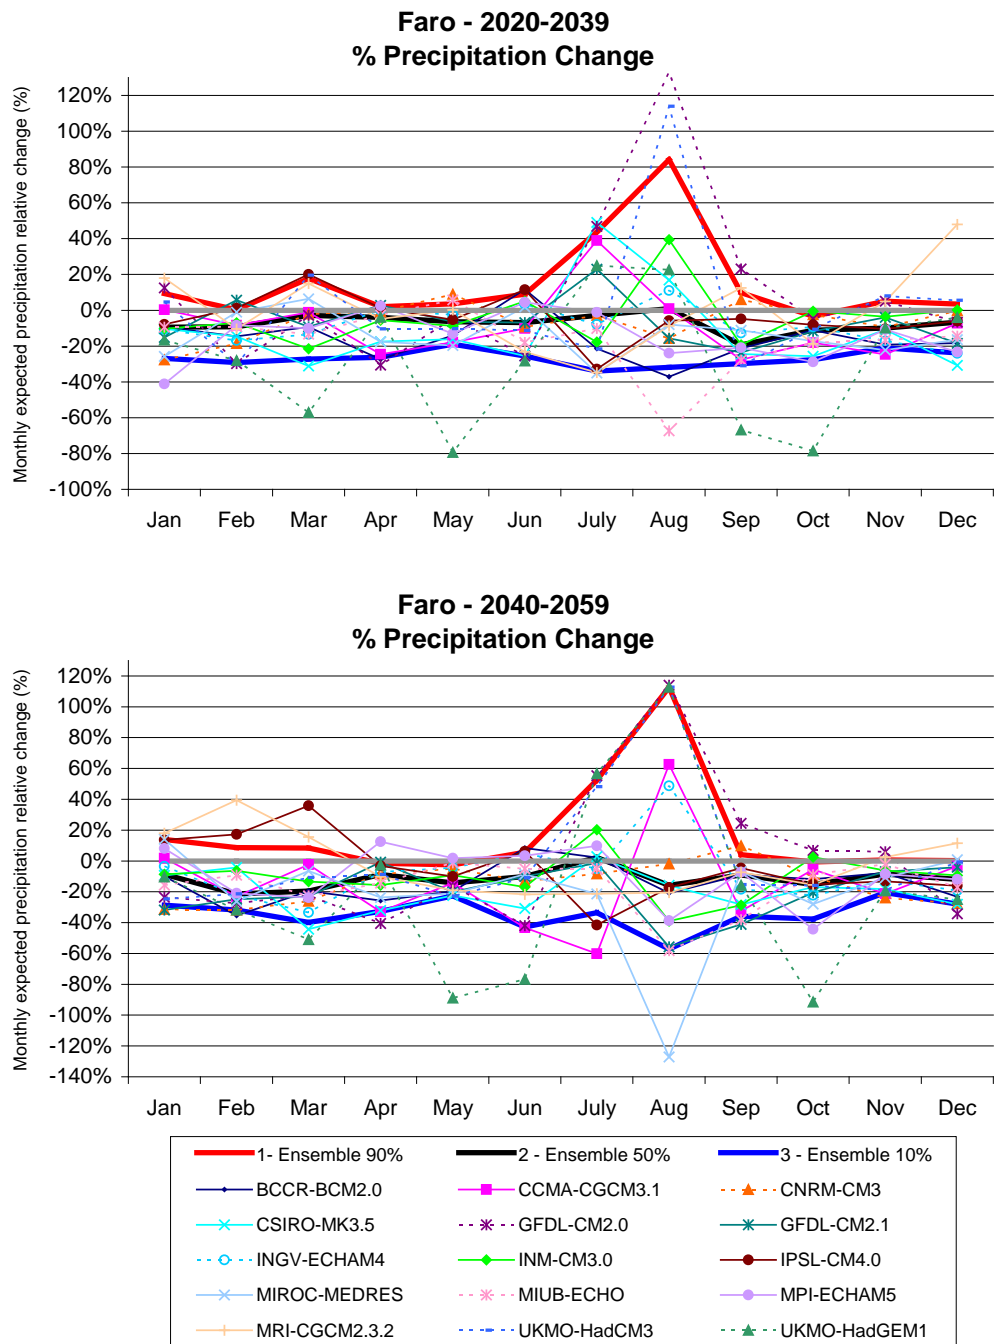 Faro - 2020-2039
% Precipitation Change
Monthly expected precipitation relative change (%)
120%
100%
80%
60%
40%
20%
0%
-20%
-40%
-60%
-80%
-100%
Jan Feb Mar Apr May Jun July Aug Sep Oct Nov Dec
Faro - 2040-2059
% Precipitation Change
Monthly expected precipitation relative change (%)
120%
100%
80%
60%
40%
20%
0%
-20%
-40%
-60%
-80%
-100%
-120%
-140%
Jan Feb Mar Apr May Jun July Aug Sep Oct Nov Dec
1- Ensemble 90% 2 - Ensemble 50% 3 - Ensemble 10%
BCCR-BCM2.0 CCMA-CGCM3.1 CNRM-CM3
CSIRO-MK3.5 GFDL-CM2.0 GFDL-CM2.1
INGV-ECHAM4 INM-CM3.0 IPSL-CM4.0
MIROC-MEDRES MIUB-ECHO MPI-ECHAM5
MRI-CGCM2.3.2 UKMO-HadCM3 UKMO-HadGEM1